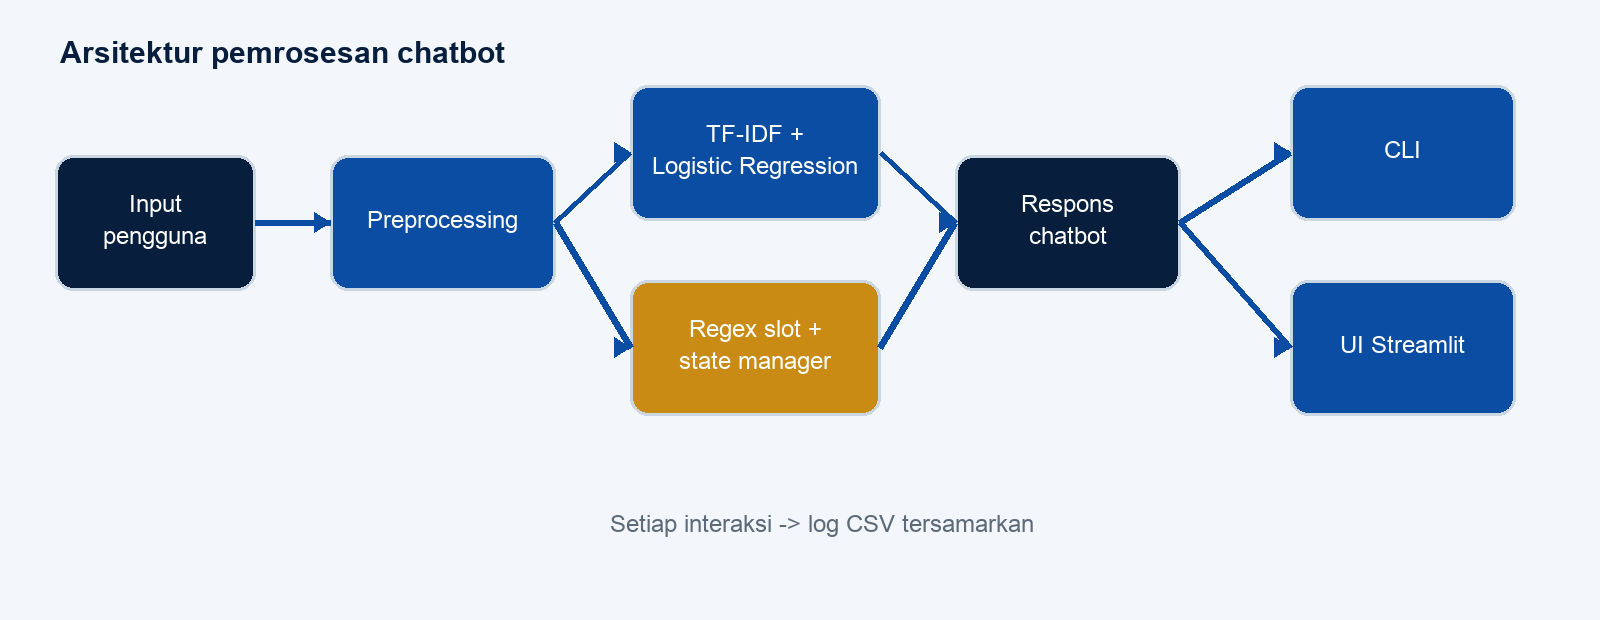 Arsitektur pemrosesan chatbot
Input
pengguna
Preprocessing
TF-IDF +
Logistic Regression
Regex slot +
state manager
Respons
chatbot
CLI
UI Streamlit
Setiap interaksi -> log CSV tersamarkan